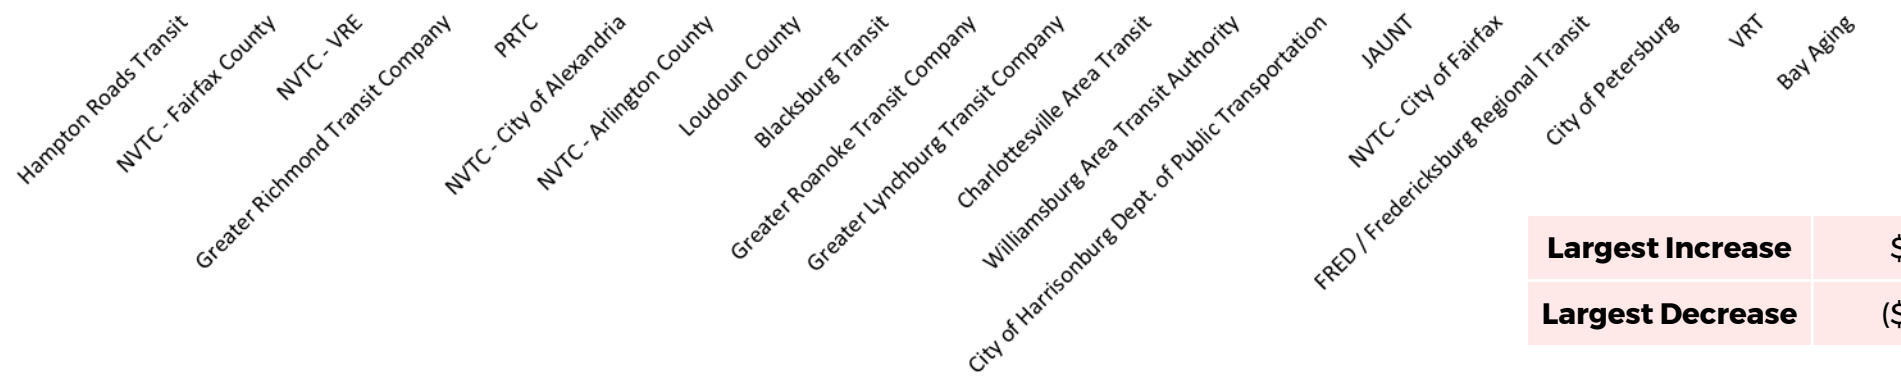 Hampton Roads Transit
NVTC - Fairfax County
NVTC - VRE
Greater Richmond Transit Company
PRTC
NVTC - City of Alexandria
NVTC - Arlington County
Loudoun County
Blacksburg Transit
Greater Roanoke Transit Company
Greater Lynchburg Transit Company
Charlottesville Area Transit
Williamsburg Area Transit Authority
City of Harrisonburg Dept. of Public Transportation
JAUNT
NVTC - City of Fairfax
FRED / Fredericksburg Regional Transit
City of Petersburg
VRT
Bay Aging
Largest Increase $
Largest Decrease ($